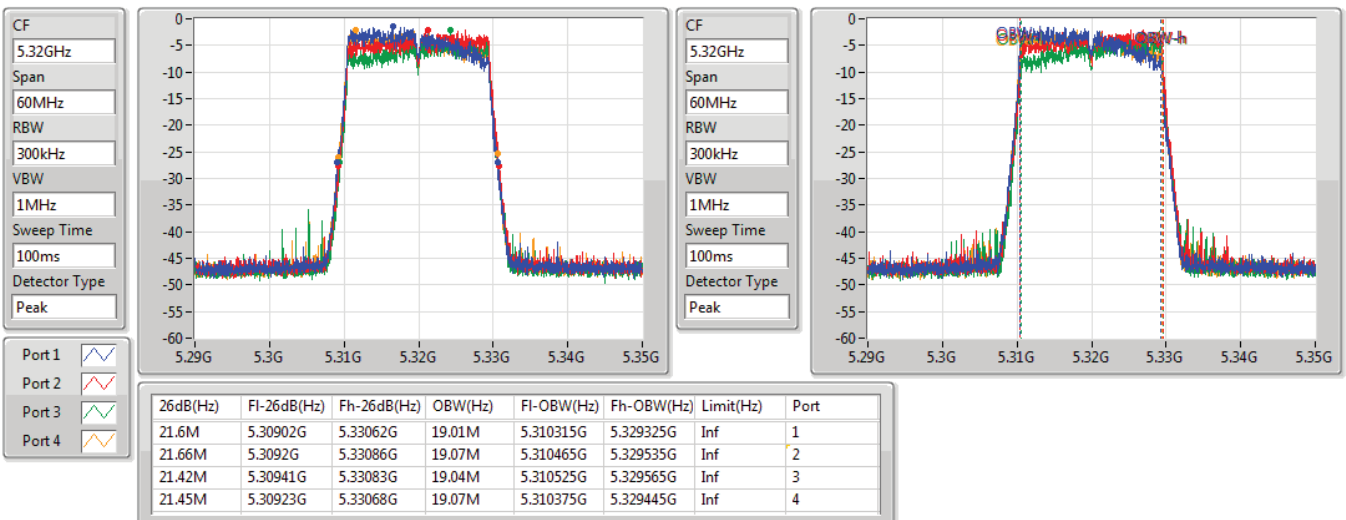 CF
5.32GHz
Span
60MHz
RBW
300kHz
VBW
1MHz
Sweep Time
100ms
Detector Type
Peak
0
-5
-10
-15
-20
-25
-30
-35
-40
-45
-50
-55
-60
5.29G 5.3G 5.31G 5.32G 5.33G 5.34G 5.35G
CF
5.32GHz
Span
60MHz
RBW
300kHz
VBW
1MHz
Sweep Time
100ms
Detector Type
Peak
0
-5
-10
-15
-20
-25
-30
-35
-40
-45
-50
-55
-60
5.29G 5.3G 5.31G 5.32G 5.33G 5.34G 5.35G
Port 1
Port 2
Port 3
Port 4
26dB(Hz) Fl-26dB(Hz) Fh-26dB(Hz) OBW(Hz) Fl-OBW(Hz) Fh-OBW(Hz) Limit(Hz) Port
21.6M 5.30902G 5.33062G 19.01M 5.310315G 5.329325G Inf 1
21.66M 5.3092G 5.33086G 19.07M 5.310465G 5.329535G Inf 2
21.42M 5.30941G 5.33083G 19.04M 5.310525G 5.329565G Inf 3
21.45M 5.30923G 5.33068G 19.07M 5.310375G 5.329445G Inf 4